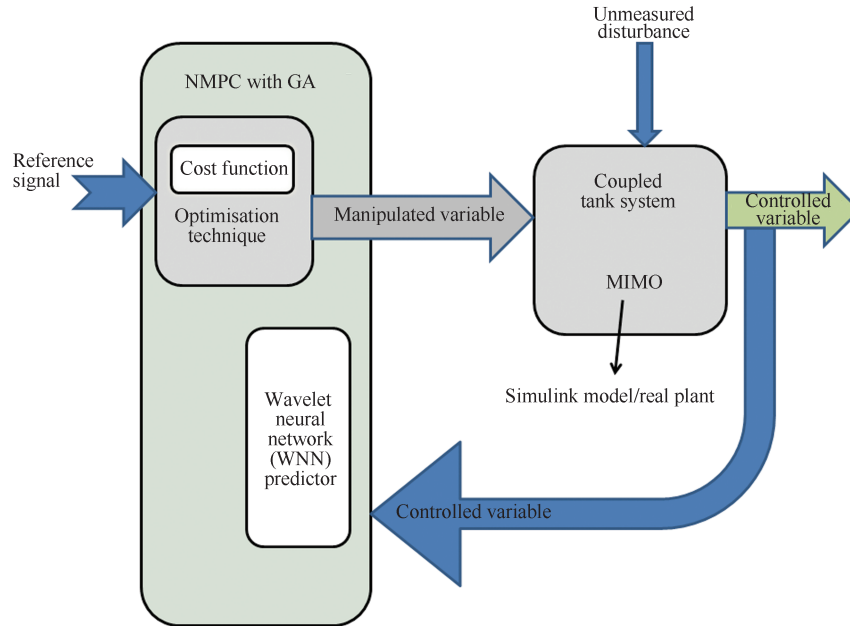 Unmeasured
disturbance
NMPC with GA
Reference
signal
Cost function
Optimisation
technique
Manipulated variable
Coupled
tank system
MIMO
Controlled
variable
Simulink model/real plant
Wavelet
neural
network
(WNN)
predictor
Controlled variable